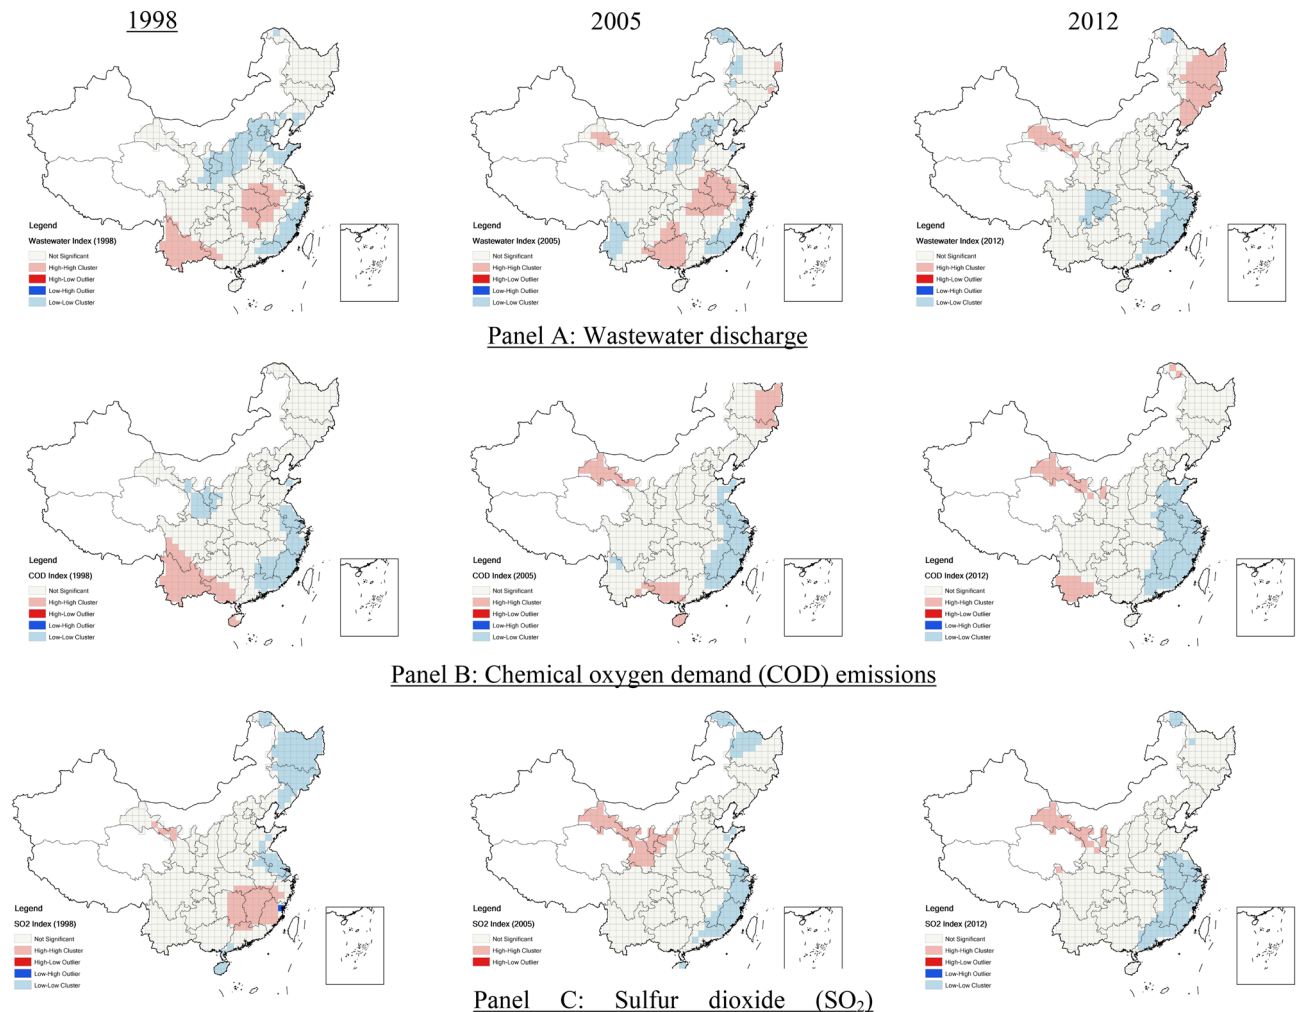 1998
2005
2012
Legend
Wastewater Index (1998)
Not Significant
High-High Cluster
High-Low Outlier
Low-High Outlier
Low-Low Cluster
Legend
Wastewater Index (2005)
Not Significant
High-High Cluster
High-Low Outlier
Low-High Outlier
Low-Low Cluster
Legend
Wastewater Index (2012)
Not Significant
High-High Cluster
High-Low Outlier
Low-High Outlier
Low-Low Cluster
Panel A: Wastewater discharge
Legend
COD Index (1998)
Not Significant
High-High Cluster
High-Low Outlier
Low-High Outlier
Low-Low Cluster
Legend
COD Index (2005)
Not Significant
High-High Cluster
High-Low Outlier
Low-High Outlier
Low-Low Cluster
Legend
COD Index (2012)
Not Significant
High-High Cluster
High-Low Outlier
Low-High Outlier
Low-Low Cluster
Panel B: Chemical oxygen demand (COD) emissions
Legend
SO2 Index (1998)
Not Significant
High-High Cluster
High-Low Outlier
Low-High Outlier
Low-Low Cluster
Legend
SO2 Index (2005)
Not Significant
High-High Cluster
High-Low Outlier
Legend
SO2 Index (2012)
Not Significant
High-High Cluster
High-Low Outlier
Low-High Outlier
Low-Low Cluster
Panel C: Sulfur dioxide (SO₂)